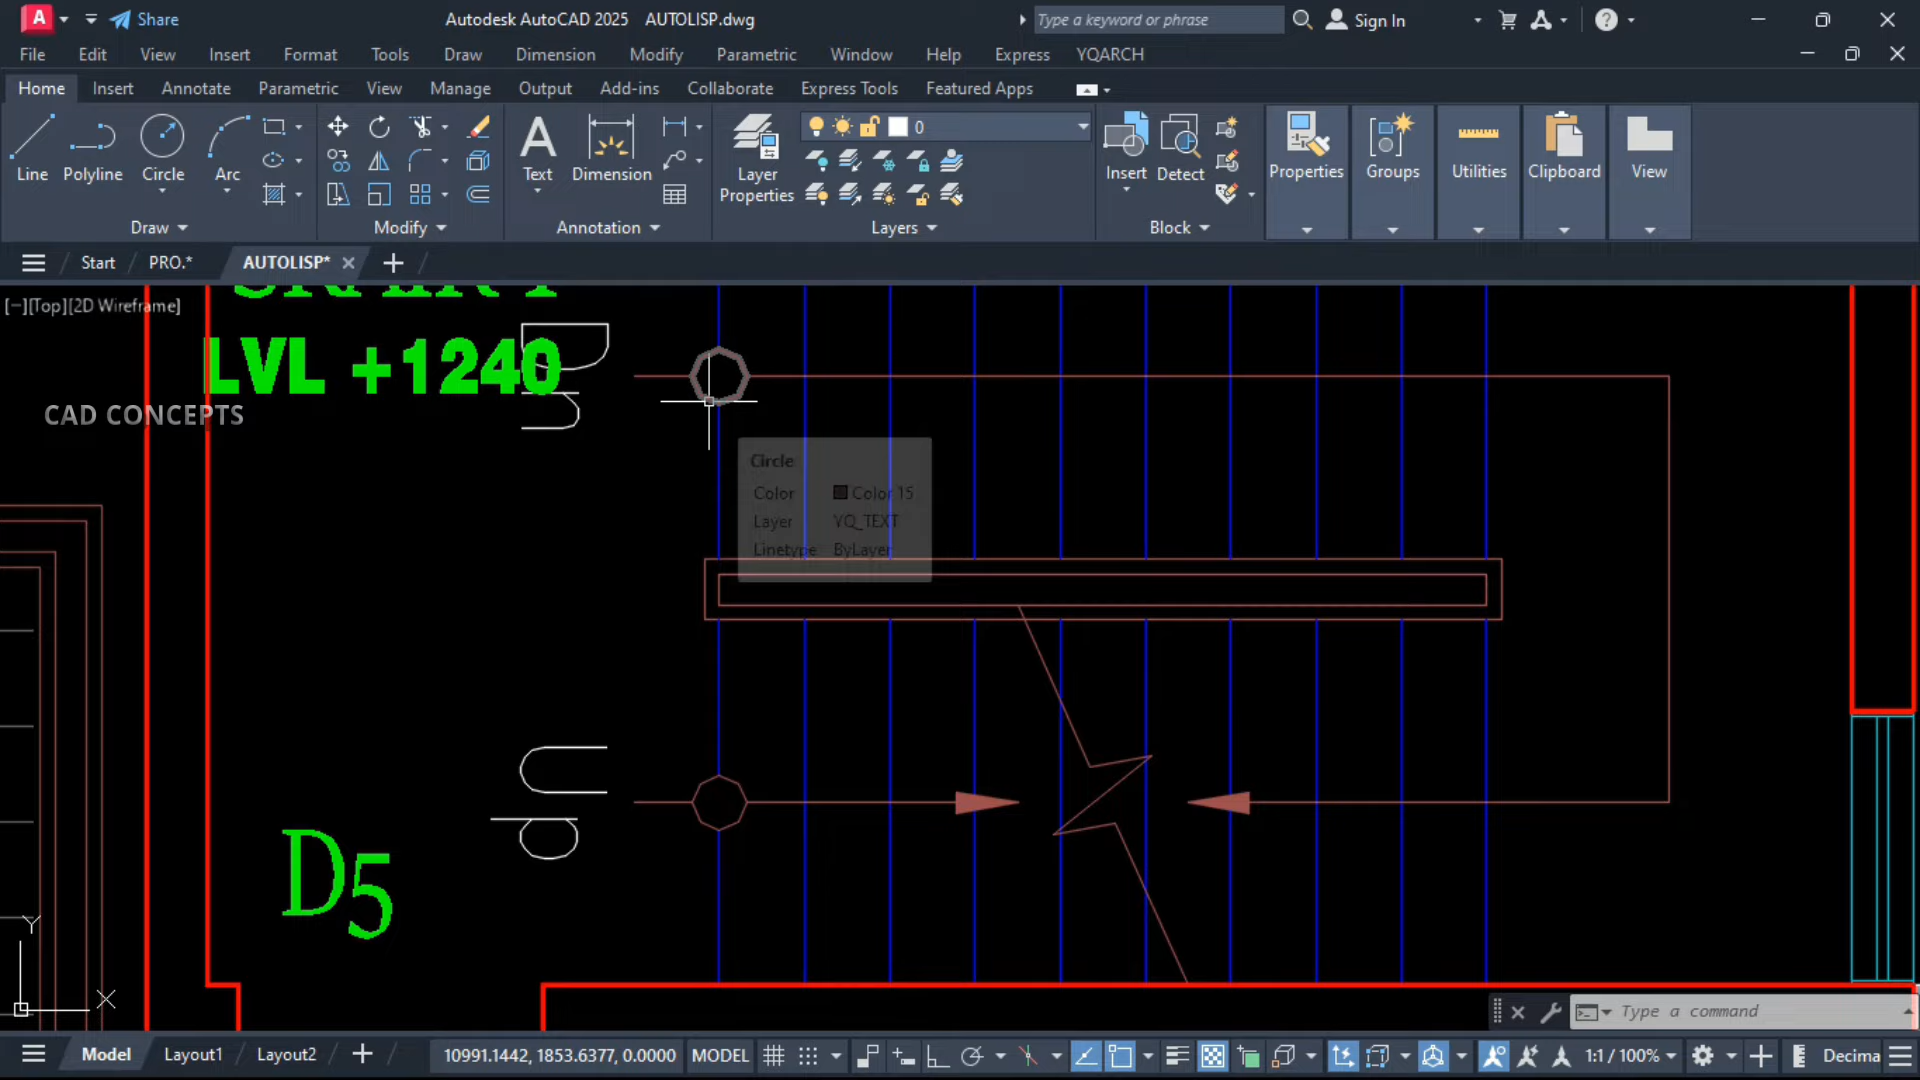 Share
Autodesk AutoCAD 2025 AUTOLISP.dwg
Type a keyword or phrase
Sign In
File Edit View Insert Format Tools Draw Dimension Modify Parametric Window Help Express YQARCH
Home Insert Annotate Parametric View Manage Output Add-ins Collaborate Express Tools Featured Apps
0
Line Polyline Circle Arc
Text Dimension
Layer Properties
Insert Detect
Properties Groups Utilities Clipboard View
Draw Modify Annotation Layers Block
Start PRO.* AUTOLISP*
[−][Top][2D Wireframe]
LVL +1240
CAD CONCEPTS
Circle
Color Color 15
Layer YQ_TEXT
Linetype ByLayer
up
D5
Y
X
Type a command
Model Layout1 Layout2
10991.1442, 1853.6377, 0.0000 MODEL
1:1 / 100%
Decima